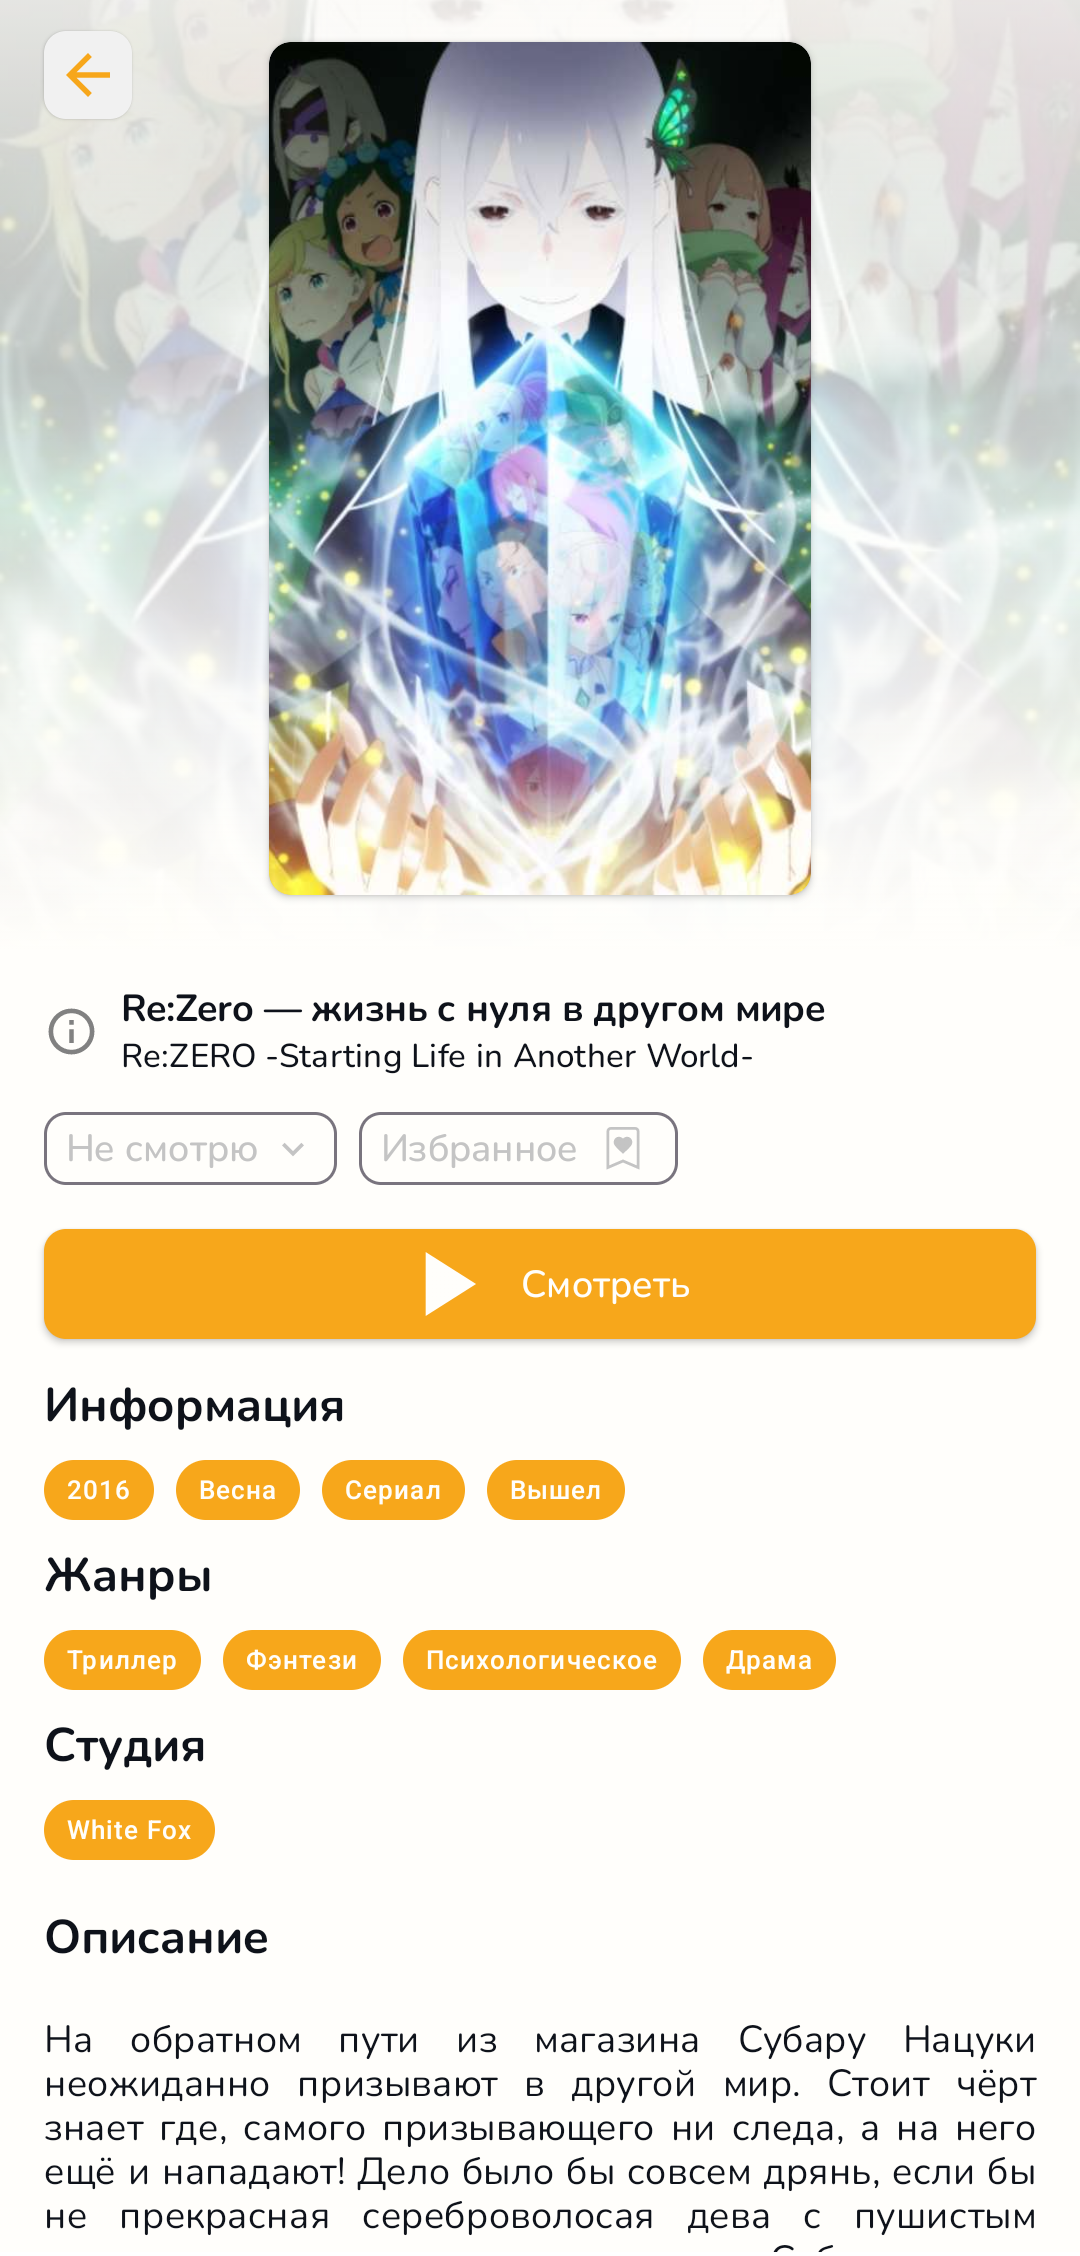 Re:Zero — жизнь с нуля в другом мире
Re:ZERO -Starting Life in Another World-
Не смотрю
Избранное
Смотреть
Информация
2016 Весна Сериал Вышел
Жанры
Триллер Фэнтези Психологическое Драма
Студия
White Fox
Описание
На обратном пути из магазина Субару Нацуки
неожиданно призывают в другой мир. Стоит чёрт
знает где, самого призывающего ни следа, а на него
ещё и нападают! Дело было бы совсем дрянь, если бы
не прекрасная сереброволосая дева с пушистым